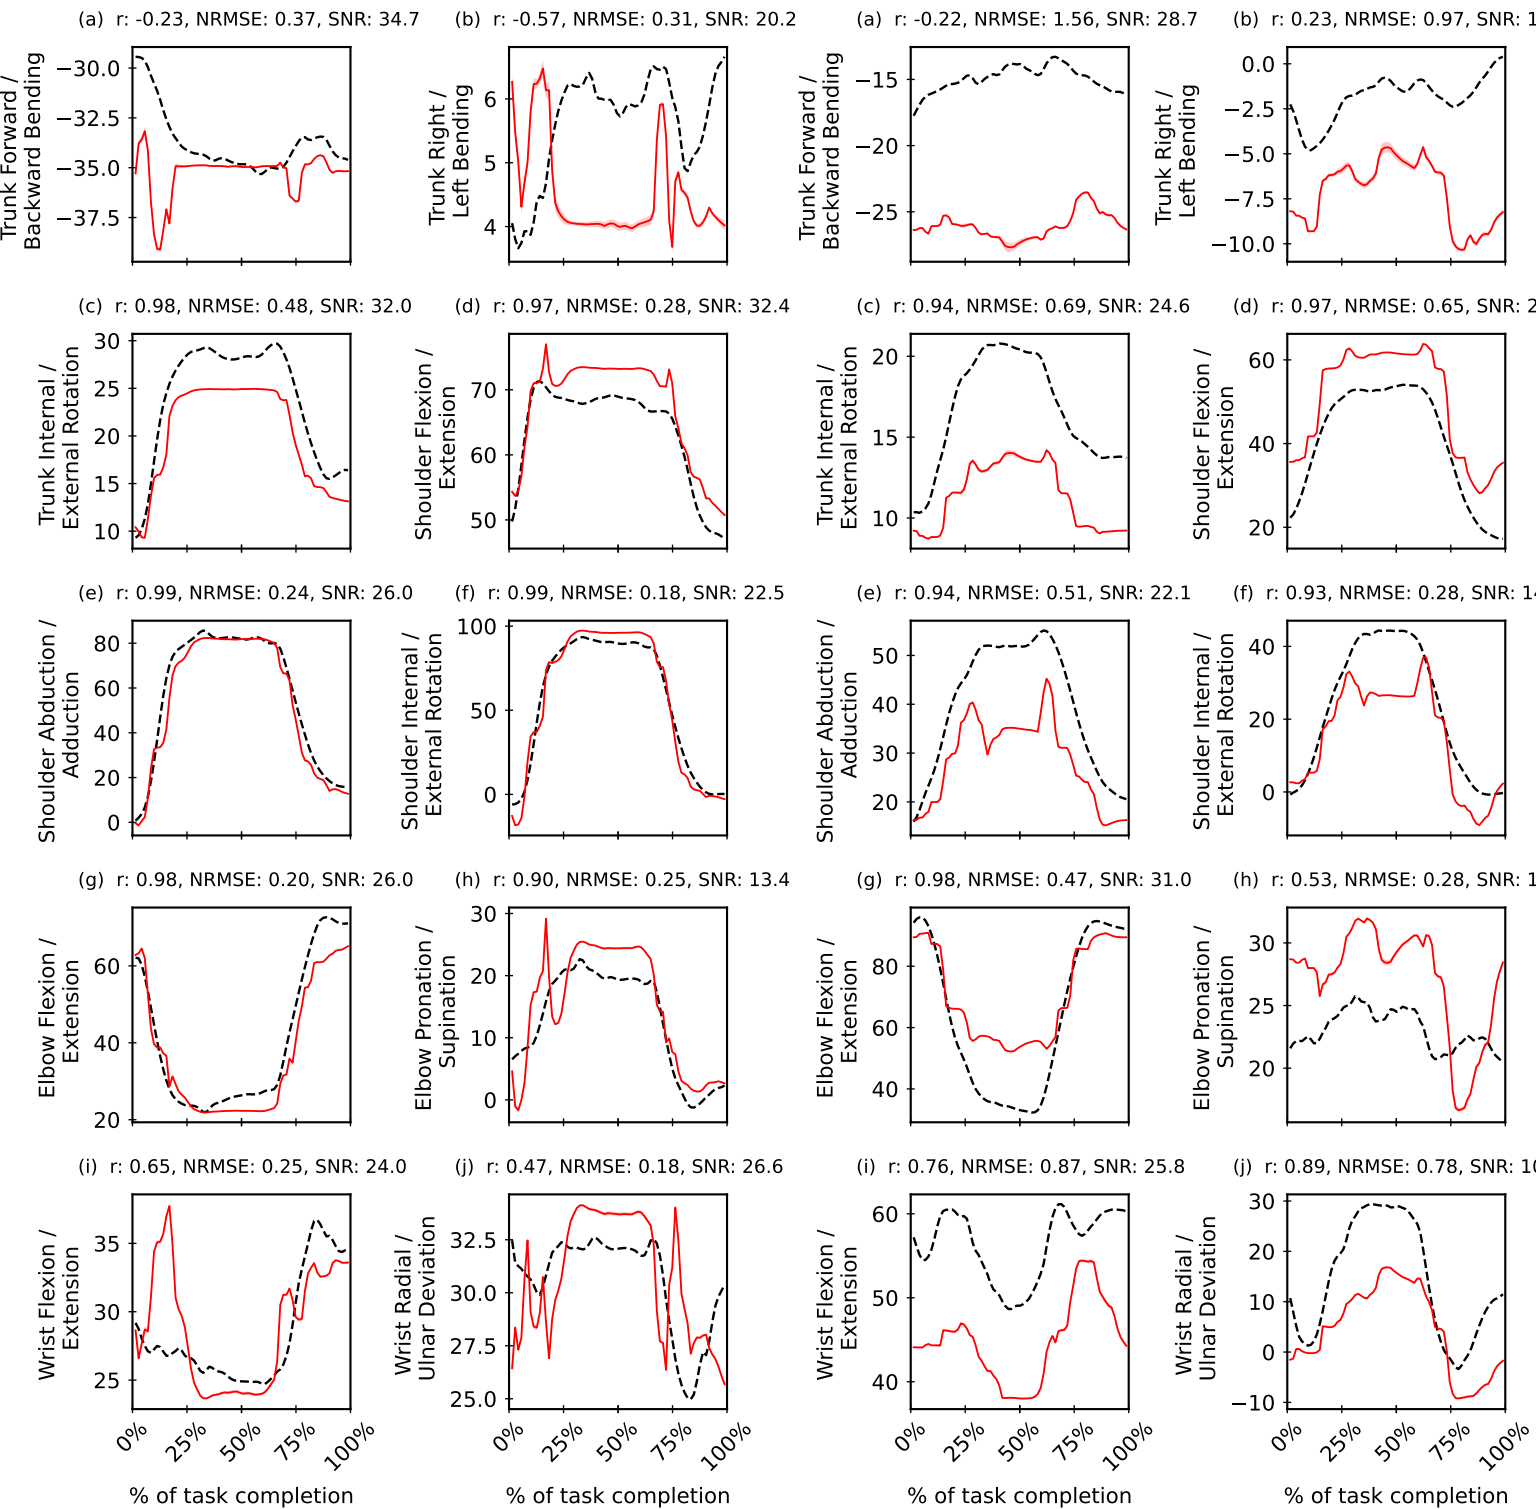 (a) r: -0.23, NRMSE: 0.37, SNR: 34.7
(b) r: -0.57, NRMSE: 0.31, SNR: 20.2
(a) r: -0.22, NRMSE: 1.56, SNR: 28.7
(b) r: 0.23, NRMSE: 0.97, SNR: 1
Trunk Forward /
Backward Bending
−30.0
−32.5
−35.0
−37.5
Trunk Right /
Left Bending
6
5
4
Trunk Forward /
Backward Bending
−15
−20
−25
Trunk Right /
Left Bending
0.0
−2.5
−5.0
−7.5
−10.0
(c) r: 0.98, NRMSE: 0.48, SNR: 32.0
(d) r: 0.97, NRMSE: 0.28, SNR: 32.4
(c) r: 0.94, NRMSE: 0.69, SNR: 24.6
(d) r: 0.97, NRMSE: 0.65, SNR: 2
Trunk Internal /
External Rotation
30
25
20
15
10
Shoulder Flexion /
Extension
70
60
50
Trunk Internal /
External Rotation
20
15
10
Shoulder Flexion /
Extension
60
40
20
(e) r: 0.99, NRMSE: 0.24, SNR: 26.0
(f) r: 0.99, NRMSE: 0.18, SNR: 22.5
(e) r: 0.94, NRMSE: 0.51, SNR: 22.1
(f) r: 0.93, NRMSE: 0.28, SNR: 14
Shoulder Abduction /
Adduction
80
60
40
20
0
Shoulder Internal /
External Rotation
100
50
0
Shoulder Abduction /
Adduction
50
40
30
20
Shoulder Internal /
External Rotation
40
20
0
(g) r: 0.98, NRMSE: 0.20, SNR: 26.0
(h) r: 0.90, NRMSE: 0.25, SNR: 13.4
(g) r: 0.98, NRMSE: 0.47, SNR: 31.0
(h) r: 0.53, NRMSE: 0.28, SNR: 1
Elbow Flexion /
Extension
60
40
20
Elbow Pronation /
Supination
30
20
10
0
Elbow Flexion /
Extension
80
60
40
Elbow Pronation /
Supination
30
25
20
(i) r: 0.65, NRMSE: 0.25, SNR: 24.0
(j) r: 0.47, NRMSE: 0.18, SNR: 26.6
(i) r: 0.76, NRMSE: 0.87, SNR: 25.8
(j) r: 0.89, NRMSE: 0.78, SNR: 10
Wrist Flexion /
Extension
35
30
25
Wrist Radial /
Ulnar Deviation
32.5
30.0
27.5
25.0
Wrist Flexion /
Extension
60
50
40
Wrist Radial /
Ulnar Deviation
30
20
10
0
−10
0% 25% 50% 75% 100%
0% 25% 50% 75% 100%
0% 25% 50% 75% 100%
0% 25% 50% 75% 100%
% of task completion
% of task completion
% of task completion
% of task completion